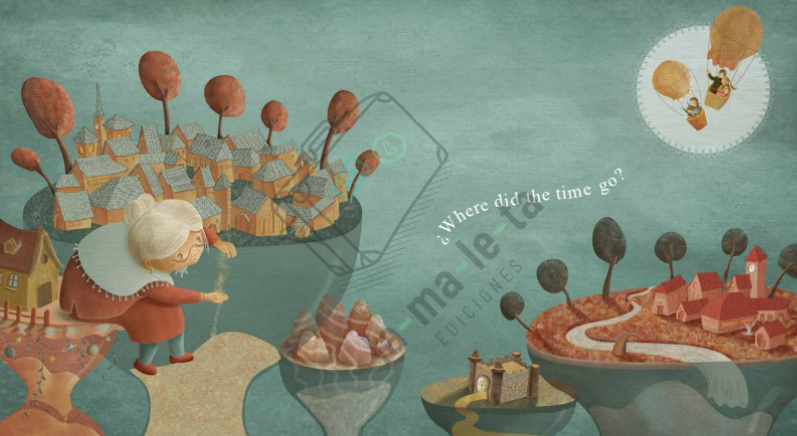 ¿Where did the time go?
ma-le-ta
EDICIONES